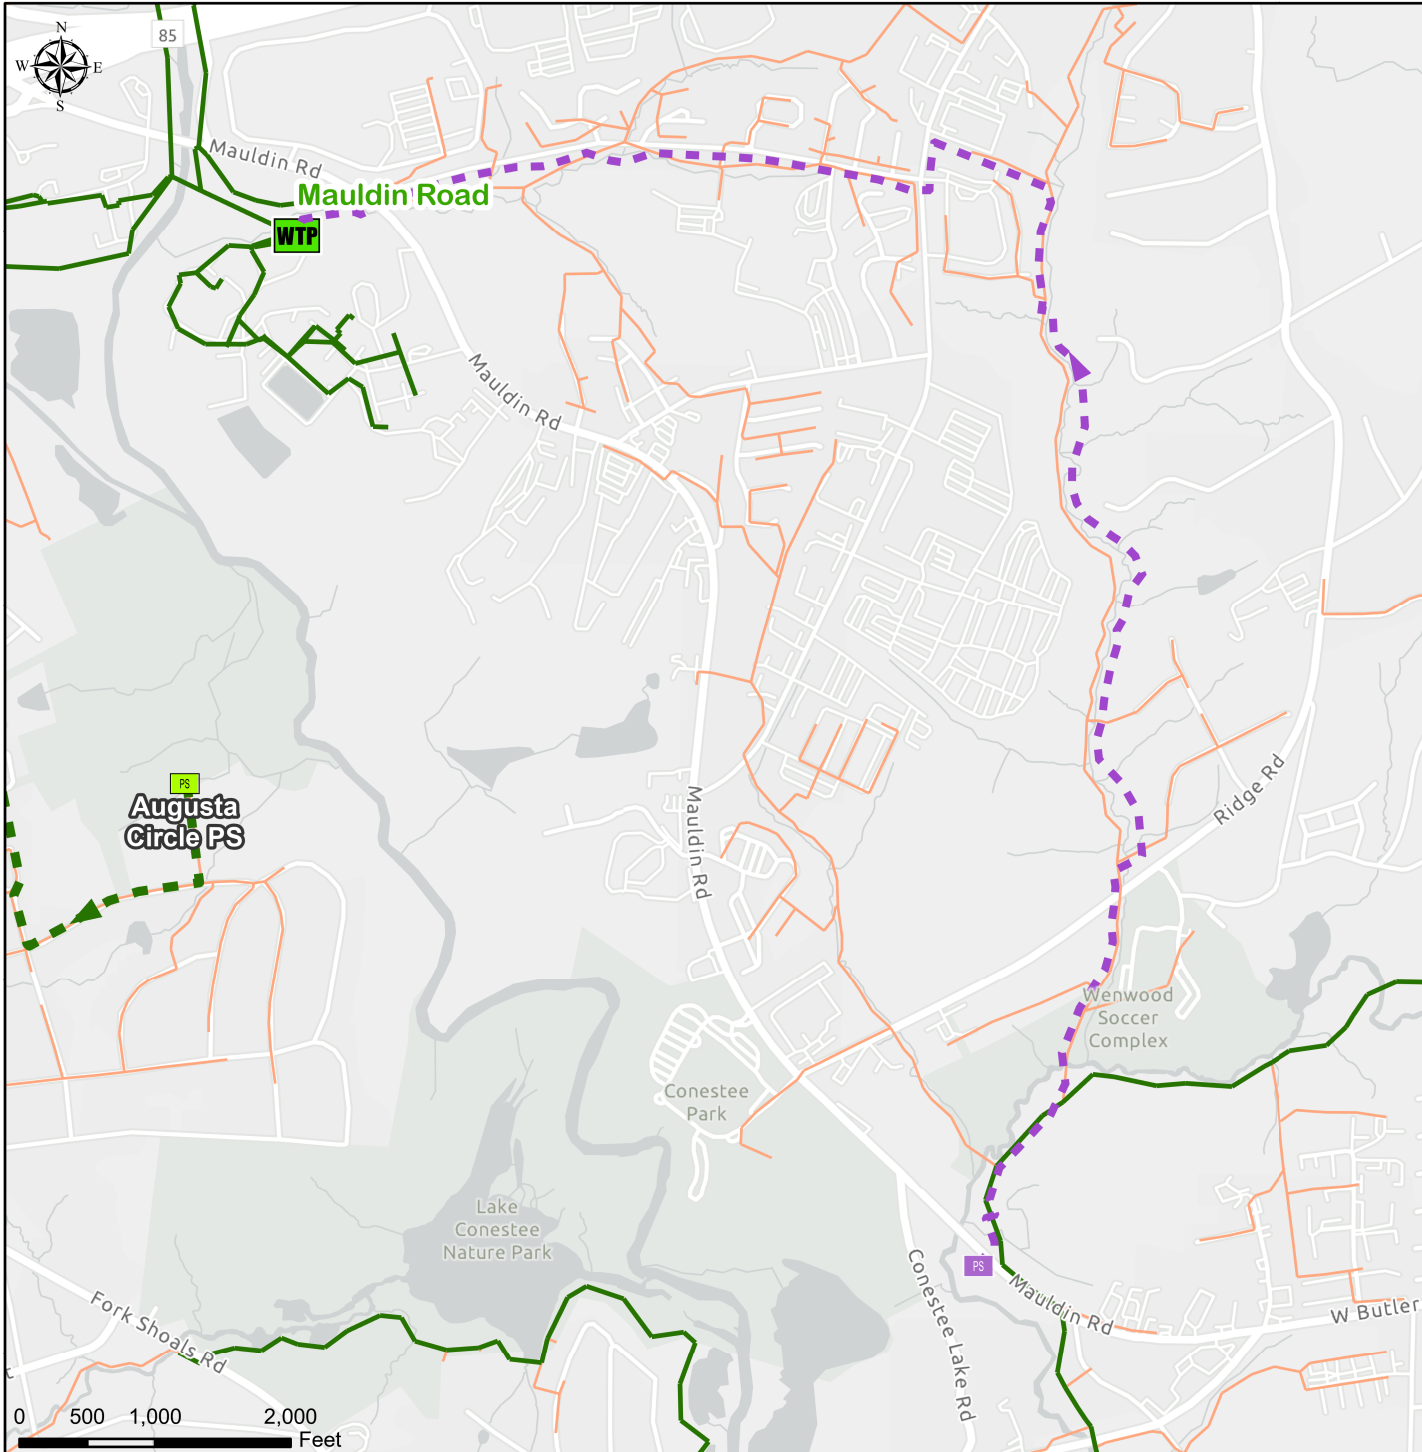 N
W E
S
85
Mauldin Rd
Mauldin Road
WTP
Mauldin Rd
PS
Augusta
Circle PS
Mauldin Rd
Ridge Rd
Wenwood
Soccer
Complex
Conestee
Park
Lake
Conestee
Nature Park
PS
Mauldin Rd
Conestee Lake Rd
W Butler
Fork Shoals Rd
0 500 1,000 2,000
Feet